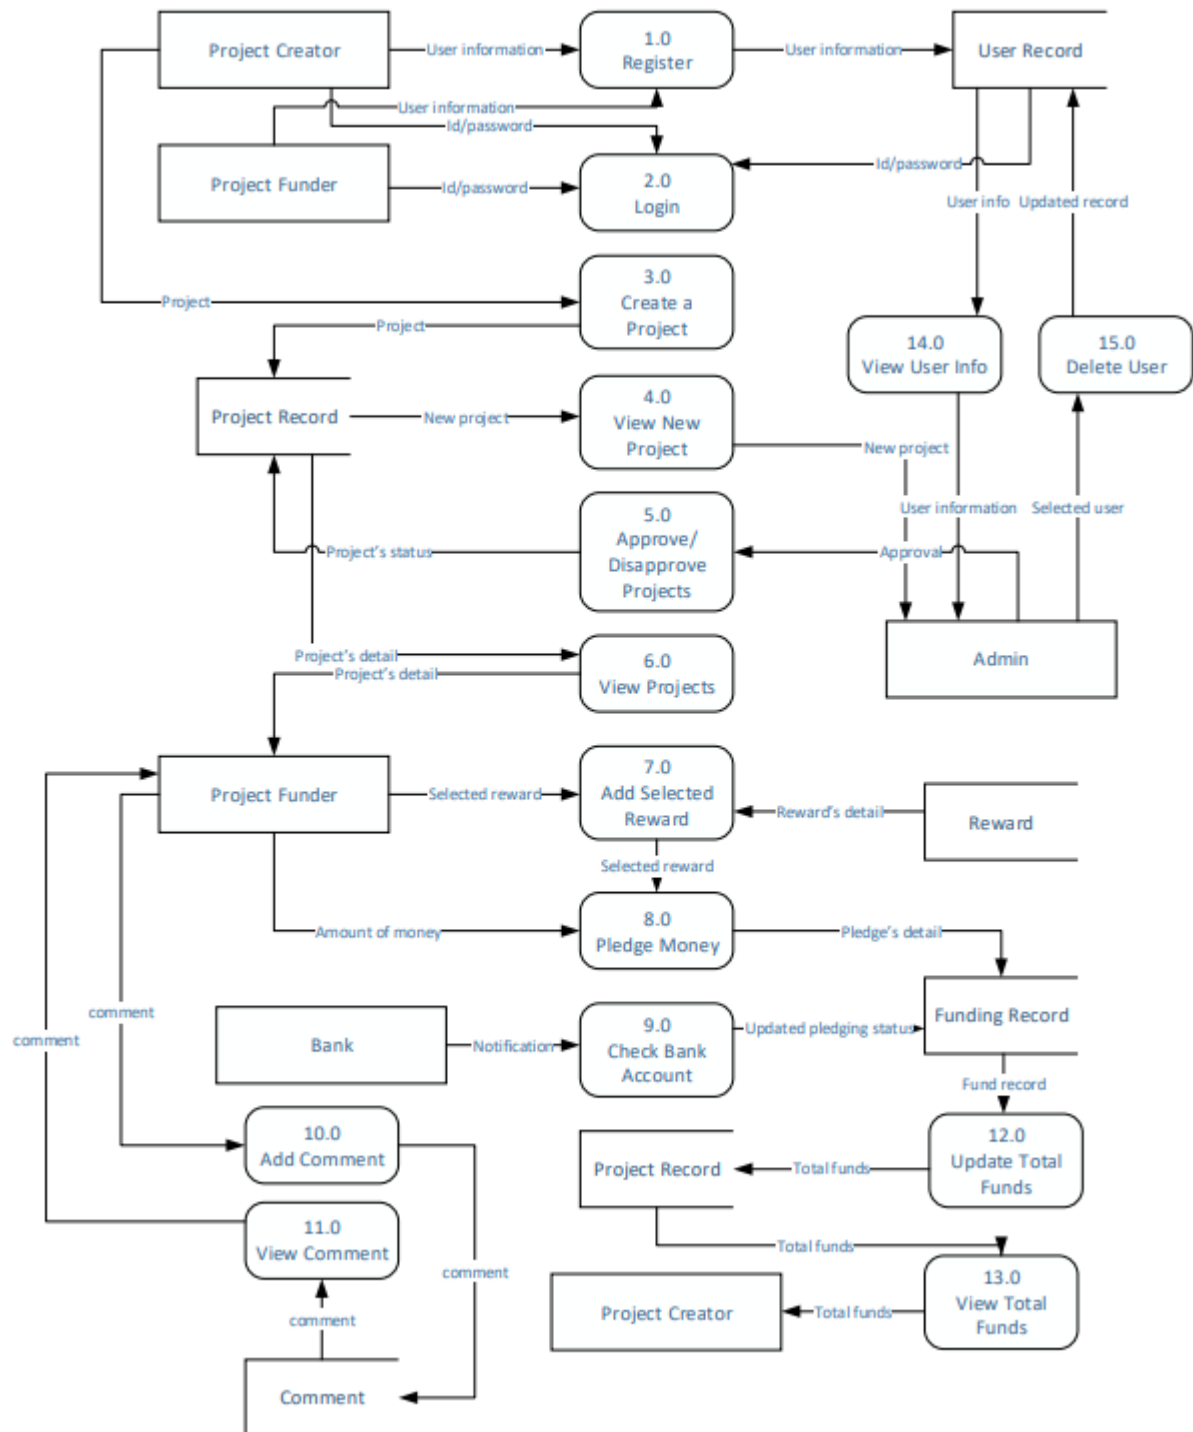 Project Creator
User information
1.0
Register
User information
User Record
User information
Id/password
Project Funder
Id/password
2.0
Login
Id/password
User info
Updated record
Project
3.0
Create a
Project
Project
14.0
View User Info
15.0
Delete User
Project Record
New project
4.0
View New
Project
New project
User information
Selected user
Project's status
5.0
Approve/
Disapprove
Projects
Approval
Project's detail
Project's detail
6.0
View Projects
Admin
Project Funder
Selected reward
7.0
Add Selected
Reward
Reward's detail
Reward
Selected reward
Amount of money
8.0
Pledge Money
Pledge's detail
comment
comment
Bank
Notification
9.0
Check Bank
Account
Updated pledging status
Funding Record
Fund record
10.0
Add Comment
Project Record
Total funds
12.0
Update Total
Funds
11.0
View Comment
comment
Total funds
13.0
View Total
Funds
Project Creator
Total funds
comment
Comment